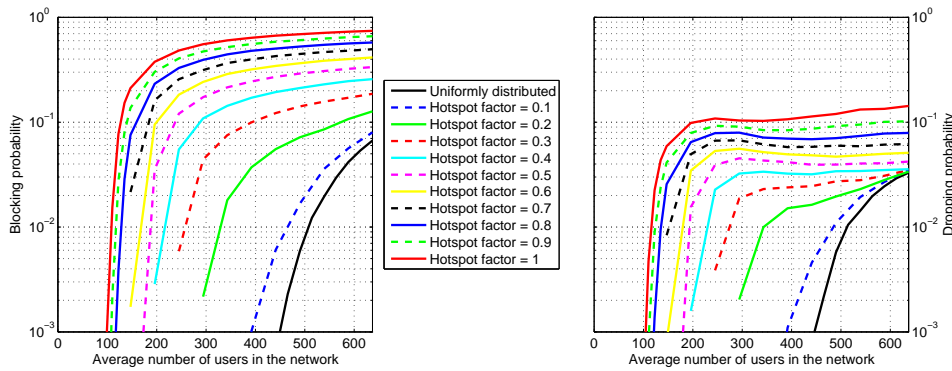 10^0
10^-1
10^-2
10^-3
Blocking probability
0 100 200 300 400 500 600
Average number of users in the network
Uniformly distributed
Hotspot factor = 0.1
Hotspot factor = 0.2
Hotspot factor = 0.3
Hotspot factor = 0.4
Hotspot factor = 0.5
Hotspot factor = 0.6
Hotspot factor = 0.7
Hotspot factor = 0.8
Hotspot factor = 0.9
Hotspot factor = 1
10^0
10^-1
10^-2
10^-3
Dropping probability
0 100 200 300 400 500 600
Average number of users in the network